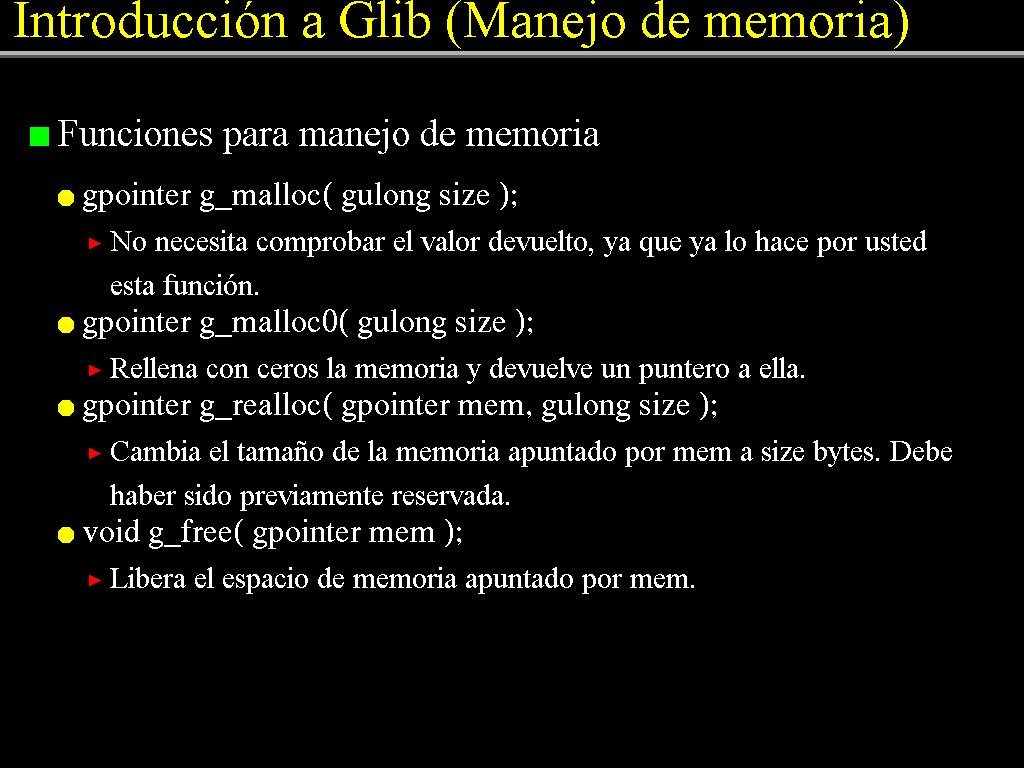 Introducción a Glib (Manejo de memoria)
Funciones para manejo de memoria
gpointer g_malloc( gulong size );
No necesita comprobar el valor devuelto, ya que ya lo hace por usted
esta función.
gpointer g_malloc0( gulong size );
Rellena con ceros la memoria y devuelve un puntero a ella.
gpointer g_realloc( gpointer mem, gulong size );
Cambia el tamaño de la memoria apuntado por mem a size bytes. Debe
haber sido previamente reservada.
void g_free( gpointer mem );
Libera el espacio de memoria apuntado por mem.